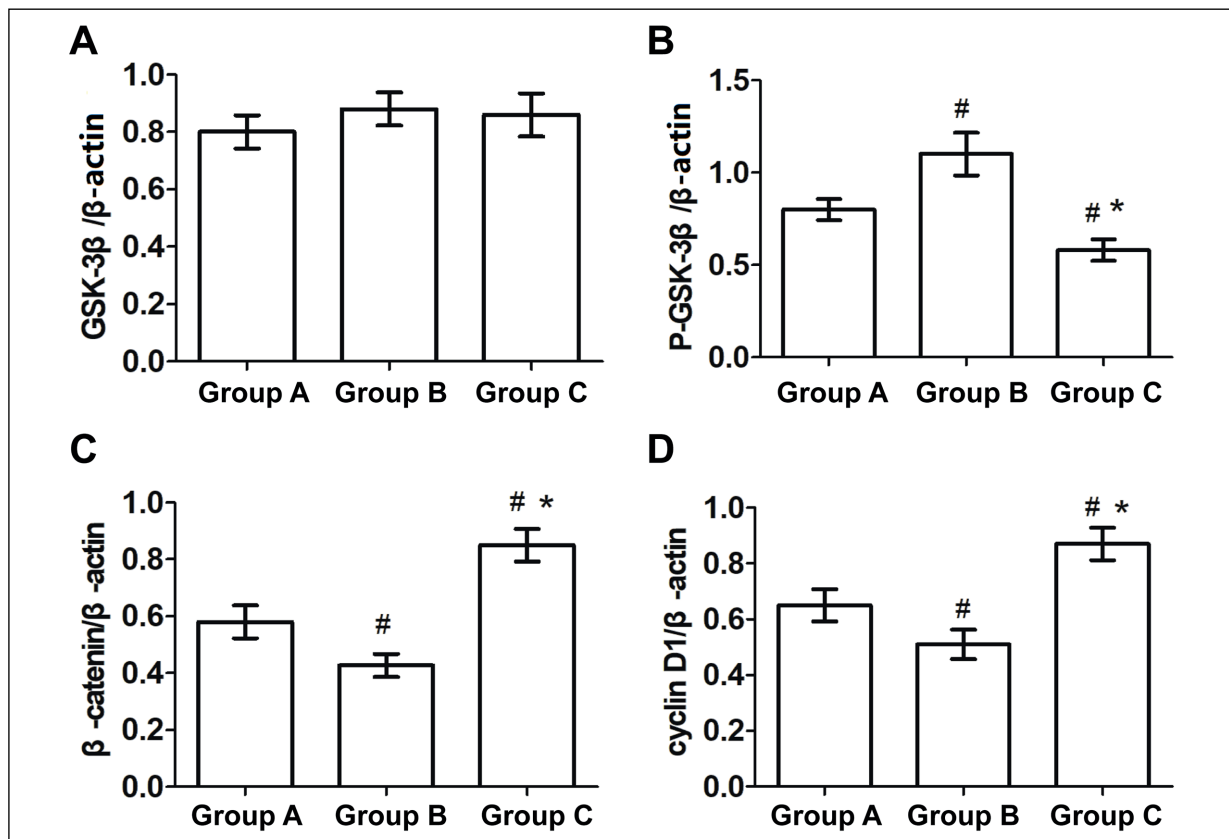 A
GSK-3β /β-actin
1.0
0.8
0.6
0.4
0.2
0.0
Group A Group B Group C
B
P-GSK-3β /β-actin
1.5
1.0
0.5
0.0
#
# *
Group A Group B Group C
C
β -catenin/β -actin
1.0
0.8
0.6
0.4
0.2
0.0
#
# *
Group A Group B Group C
D
cyclin D1/β -actin
1.0
0.8
0.6
0.4
0.2
0.0
#
# *
Group A Group B Group C